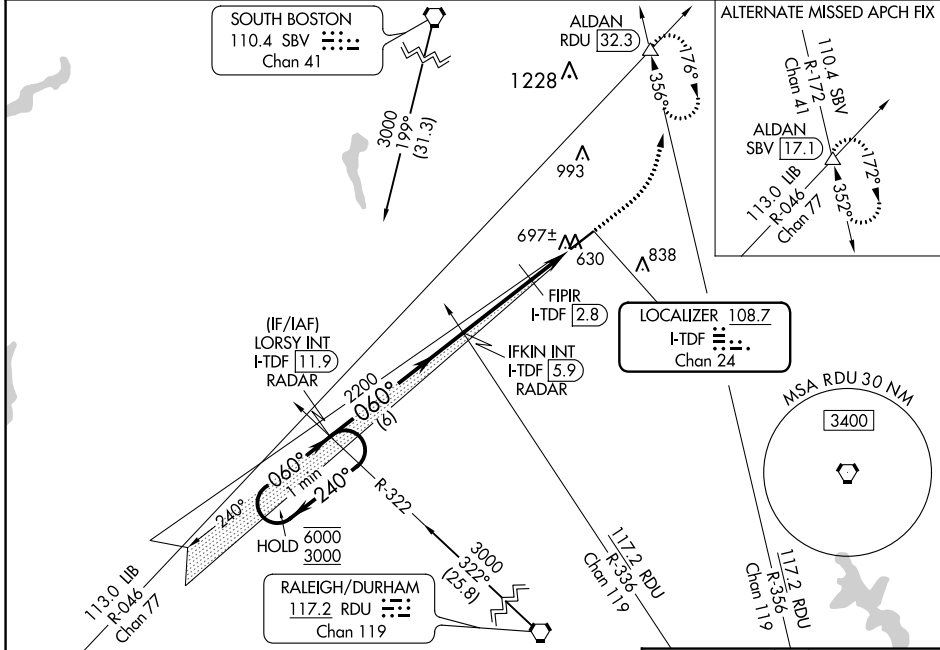 SOUTH BOSTON
110.4 SBV
Chan 41
3000
199°
(31.3)
ALDAN
RDU 32.3
1228
176°
356°
993
697±
630
838
ALTERNATE MISSED APCH FIX
110.4 SBV
R-172
Chan 41
ALDAN
SBV 17.1
172°
352°
113.0 LIB
R-046
Chan 77
FIPIR
I-TDF 2.8
LOCALIZER 108.7
I-TDF
Chan 24
(IF/IAF)
LORSY INT
I-TDF 11.9
RADAR
IFKIN INT
I-TDF 5.9
RADAR
2200
060°
(6)
MSA RDU 30 NM
3400
060°
1 min
240°
240°
HOLD
6000
3000
R-322
3000
322°
(25.8)
113.0 LIB
R-046
Chan 77
RALEIGH/DURHAM
117.2 RDU
Chan 119
117.2 RDU
R-336
Chan 119
117.2 RDU
R-356
Chan 119